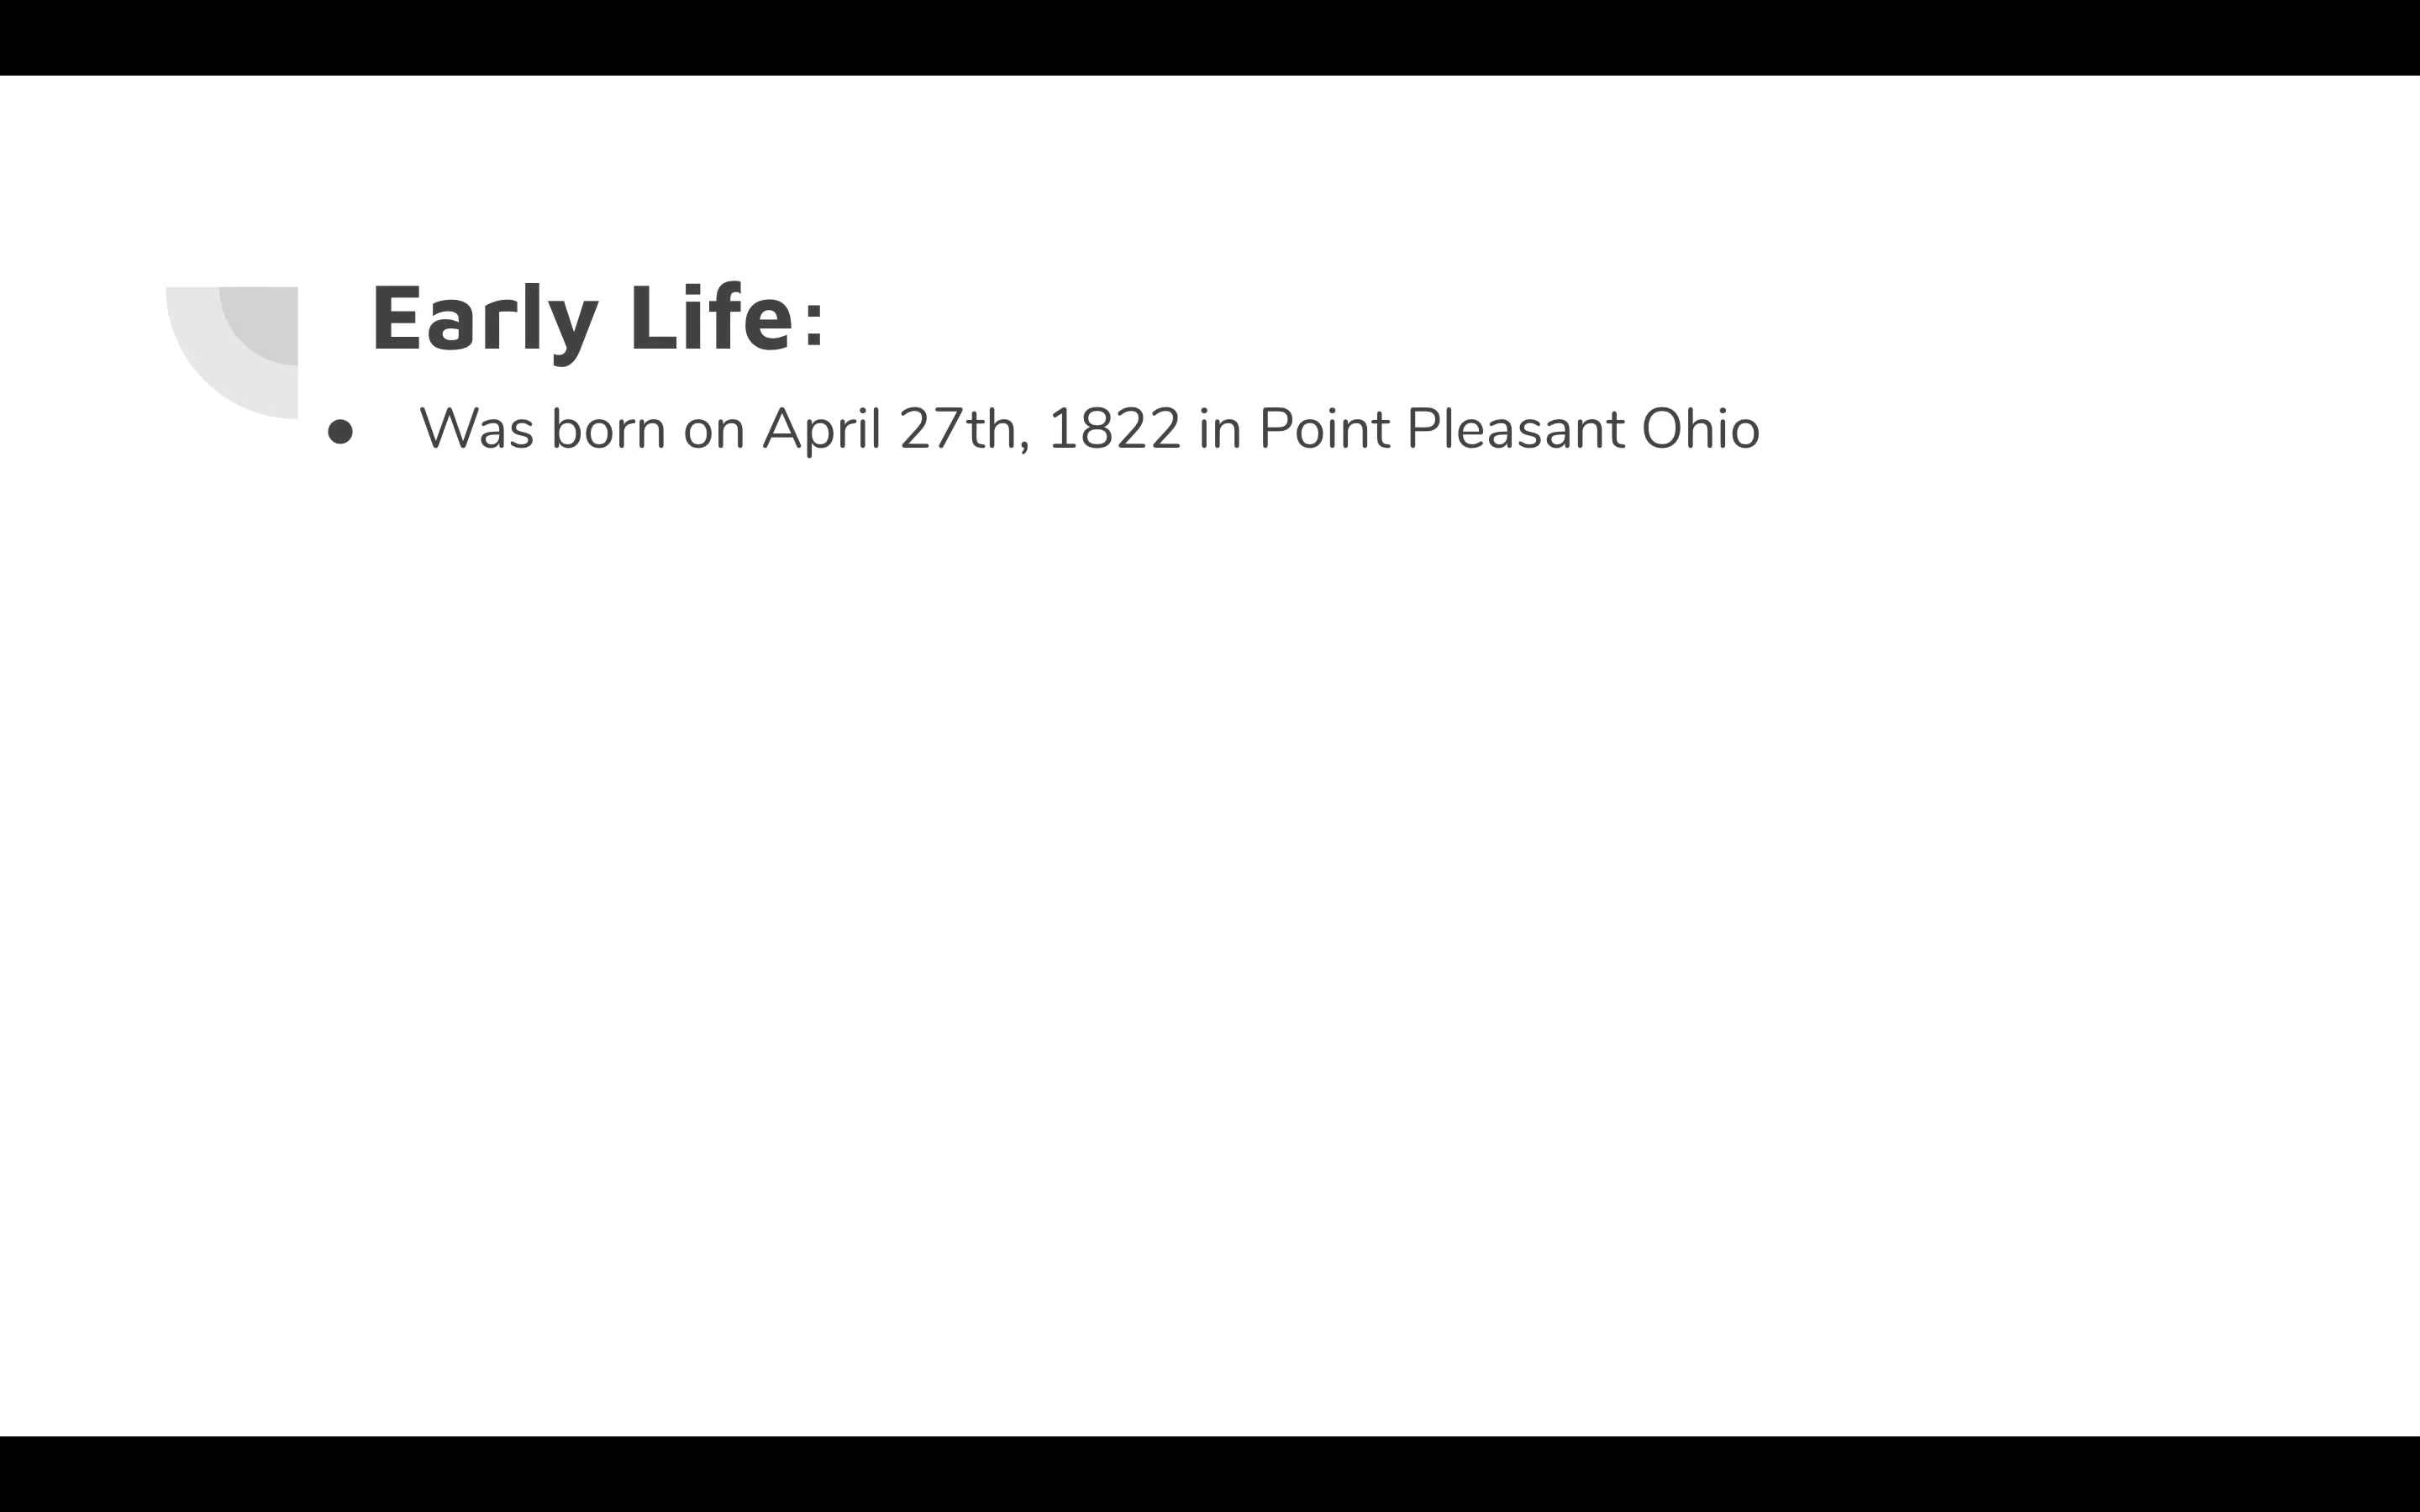 Early Life:
● Was born on April 27th, 1822 in Point Pleasant Ohio